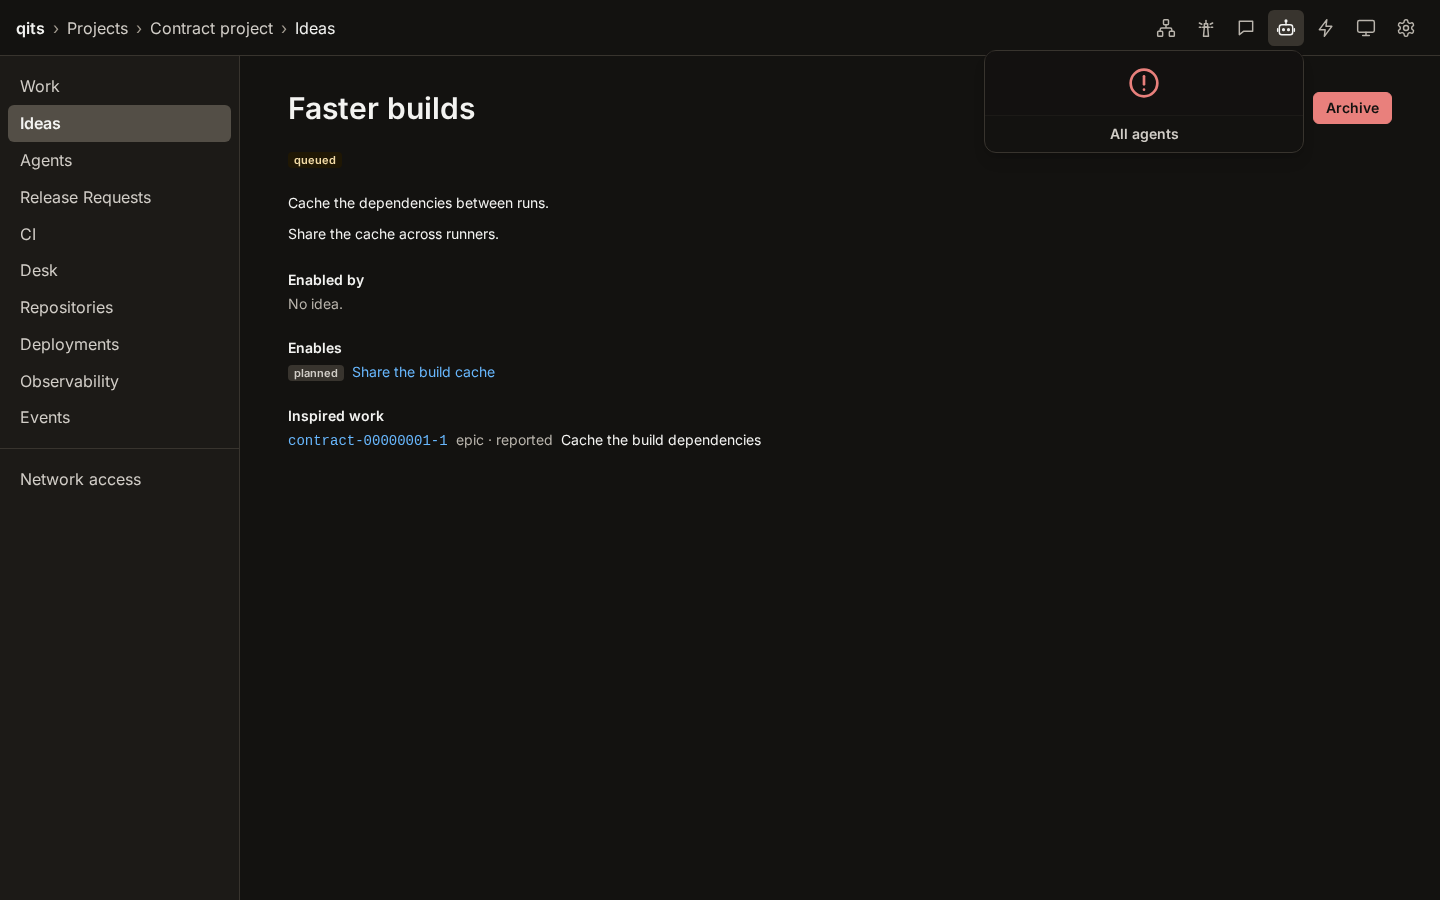 qits › Projects › Contract project › Ideas
Work
Ideas
Agents
Release Requests
CI
Desk
Repositories
Deployments
Observability
Events
Network access
All agents
Faster builds
Archive
queued
Cache the dependencies between runs.
Share the cache across runners.
Enabled by
No idea.
Enables
planned Share the build cache
Inspired work
contract-00000001-1 epic · reported Cache the build dependencies